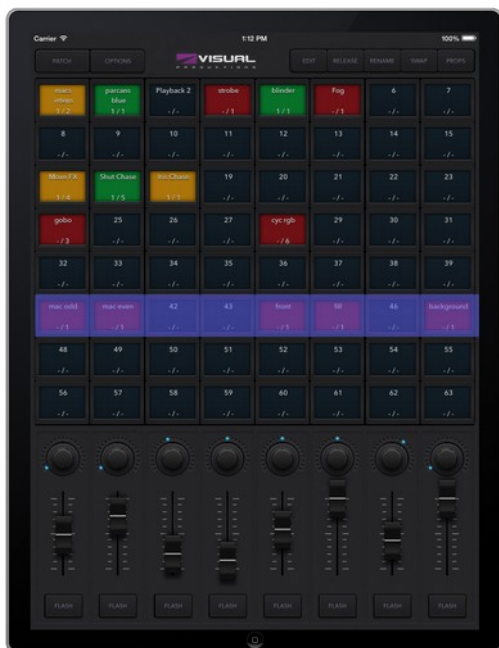 Carrier 1:12 PM 100%
PATCH OPTIONS VISUAL EDIT RELEASE RENAME SWAP PROPS
PRODUCTIONS
macs parcans Playback 2 strobe blinder Fog 6 7
blue
1 / 2 1 / 1 - / - - / 1 1 / 1 - / 1 - / - - / -
8 9 10 11 12 13 14 15
- / - - / - - / - - / - - / - - / - - / - - / -
Move FX Shut Chase Iris Chase 19 20 21 22 23
1 / 4 1 / 5 1 / 1 - / - - / - - / - - / - - / -
gobo 25 26 27 cyc rgb 29 30 31
- / 3 - / - - / - - / - - / 6 - / - - / - - / -
32 33 34 35 36 37 38 39
- / - - / - - / - - / - - / - - / - - / - - / -
mac odd mac even 42 43 front fill 46 background
- / 1 - / 1 - / - - / - - / 1 - / 1 - / - - / 1
48 49 50 51 52 53 54 55
- / - - / - - / - - / - - / - - / - - / - - / -
56 57 58 59 60 61 62 63
- / - - / - - / - - / - - / - - / - - / - - / -
FLASH FLASH FLASH FLASH FLASH FLASH FLASH FLASH